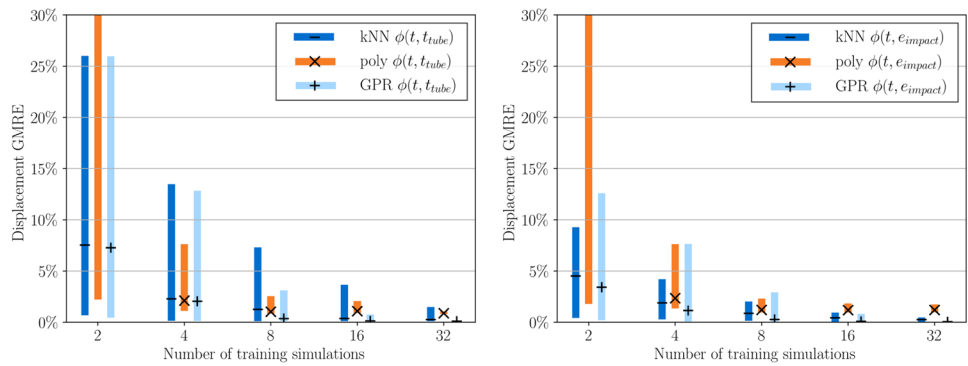 30%
25%
20%
15%
10%
5%
0%
Displacement GMRE
kNN ϕ(t, t_tube)
poly ϕ(t, t_tube)
GPR ϕ(t, t_tube)
2 4 8 16 32
Number of training simulations
30%
25%
20%
15%
10%
5%
0%
Displacement GMRE
kNN ϕ(t, e_impact)
poly ϕ(t, e_impact)
GPR ϕ(t, e_impact)
2 4 8 16 32
Number of training simulations